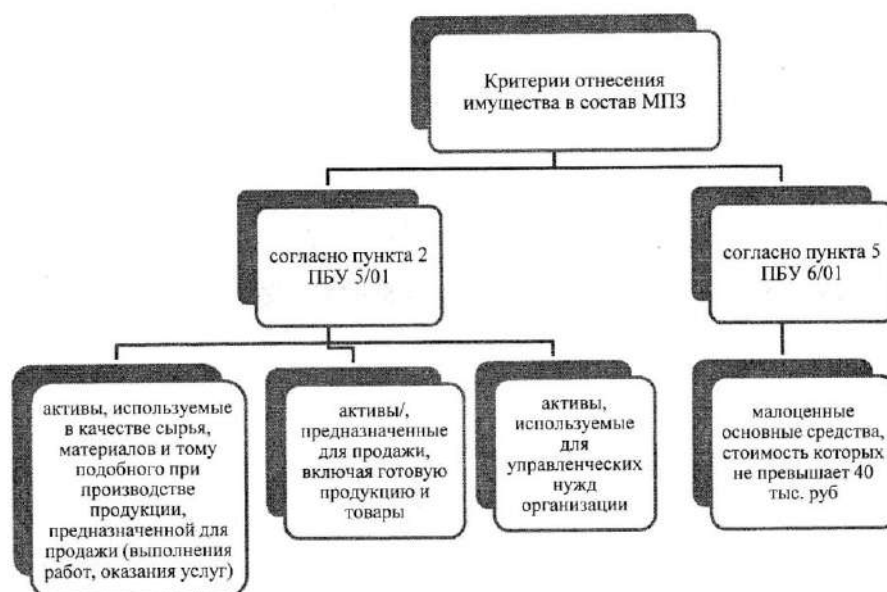 Критерии отнесения
имущества в состав МПЗ
согласно пункта 2
ПБУ 5/01
согласно пункта 5
ПБУ 6/01
активы, используемые
в качестве сырья,
материалов и тому
подобного при
производстве
продукции,
предназначенной для
продажи (выполнения
работ, оказания услуг)
активы/,
предназначенные
для продажи,
включая готовую
продукцию и
товары
активы,
используемые
для
управленческих
нужд
организации
малоценные
основные средства,
стоимость которых
не превышает 40
тыс. руб